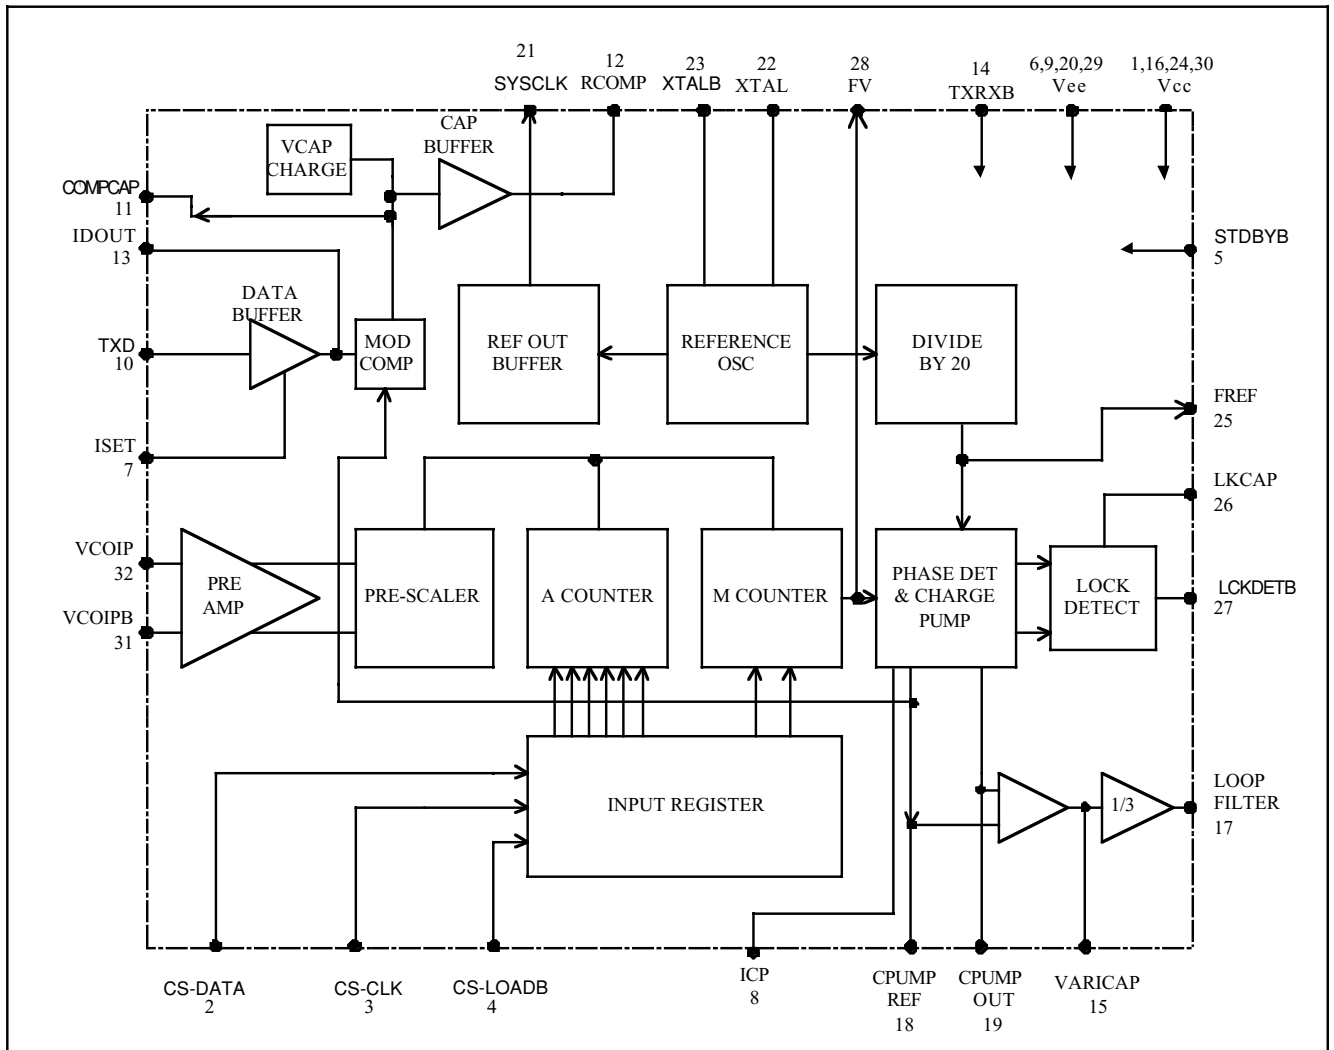 21
SYSCLK
12
RCOMP
23
XTALB
22
XTAL
28
FV
14
TXRXB
6,9,20,29
Vee
1,16,24,30
Vcc
CAP
BUFFER
VCAP
CHARGE
COMPCAP
11
IDOUT
13
STDBYB
5
DATA
BUFFER
TXD
10
MOD
COMP
REF OUT
BUFFER
REFERENCE
OSC
DIVIDE
BY 20
FREF
25
ISET
7
LKCAP
26
VCOIP
32
PRE
AMP
VCOIPB
31
PRE-SCALER
A COUNTER
M COUNTER
PHASE DET
& CHARGE
PUMP
LOCK
DETECT
LCKDETB
27
INPUT REGISTER
1/3
LOOP
FILTER
17
CS-DATA
2
CS-CLK
3
CS-LOADB
4
ICP
8
CPUMP
REF
18
CPUMP
OUT
19
VARICAP
15